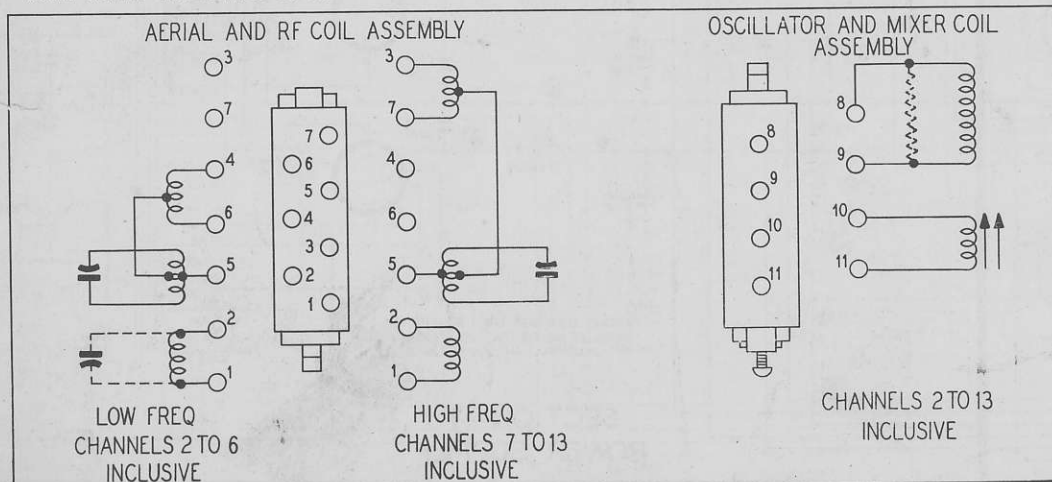 AERIAL AND RF COIL ASSEMBLY
3
7
4
6
5
2
1
LOW FREQ
CHANNELS 2 TO 6
INCLUSIVE
7
6
5
4
3
2
1
3
7
4
6
5
2
1
HIGH FREQ
CHANNELS 7 TO 13
INCLUSIVE
OSCILLATOR AND MIXER COIL
ASSEMBLY
8
9
10
11
8
9
10
11
CHANNELS 2 TO 13
INCLUSIVE